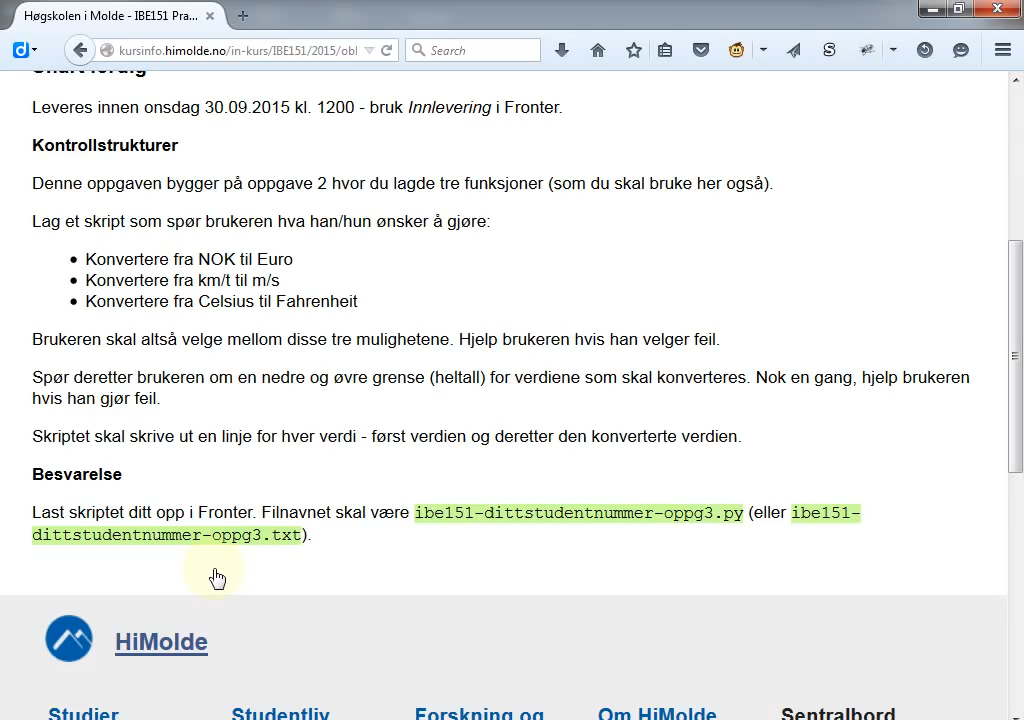 Høgskolen i Molde - IBE151 Pra...
kursinfo.himolde.no/in-kurs/IBE151/2015/obl
Search
Leveres innen onsdag 30.09.2015 kl. 1200 - bruk Innlevering i Fronter.
Kontrollstrukturer
Denne oppgaven bygger på oppgave 2 hvor du lagde tre funksjoner (som du skal bruke her også).
Lag et skript som spør brukeren hva han/hun ønsker å gjøre:
Konvertere fra NOK til Euro
Konvertere fra km/t til m/s
Konvertere fra Celsius til Fahrenheit
Brukeren skal altså velge mellom disse tre mulighetene. Hjelp brukeren hvis han velger feil.
Spør deretter brukeren om en nedre og øvre grense (heltall) for verdiene som skal konverteres. Nok en gang, hjelp brukeren
hvis han gjør feil.
Skriptet skal skrive ut en linje for hver verdi - først verdien og deretter den konverterte verdien.
Besvarelse
Last skriptet ditt opp i Fronter. Filnavnet skal være ibe151-dittstudentnummer-oppg3.py (eller ibe151-
dittstudentnummer-oppg3.txt).
HiMolde
Studier Studentliv Forskning og Om HiMolde Sentralbord